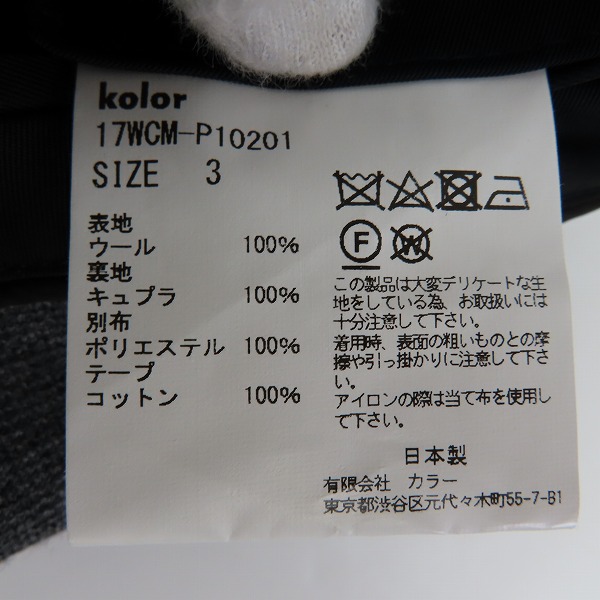 kolor
17WCM-P10201
SIZE 3
表地
ウール 100%
裏地
キュプラ 100%
別布
ポリエステル 100%
テープ
コットン 100%
F
W
この製品は大変デリケートな生
地をしている為、お取扱いには
十分注意して下さい。
着用時、表面の粗いものとの摩
擦や引っ掛かりに注意して下さ
い。
アイロンの際は当て布を使用し
て下さい。
日本製
有限会社 カラー
東京都渋谷区元代々木町55-7-B1